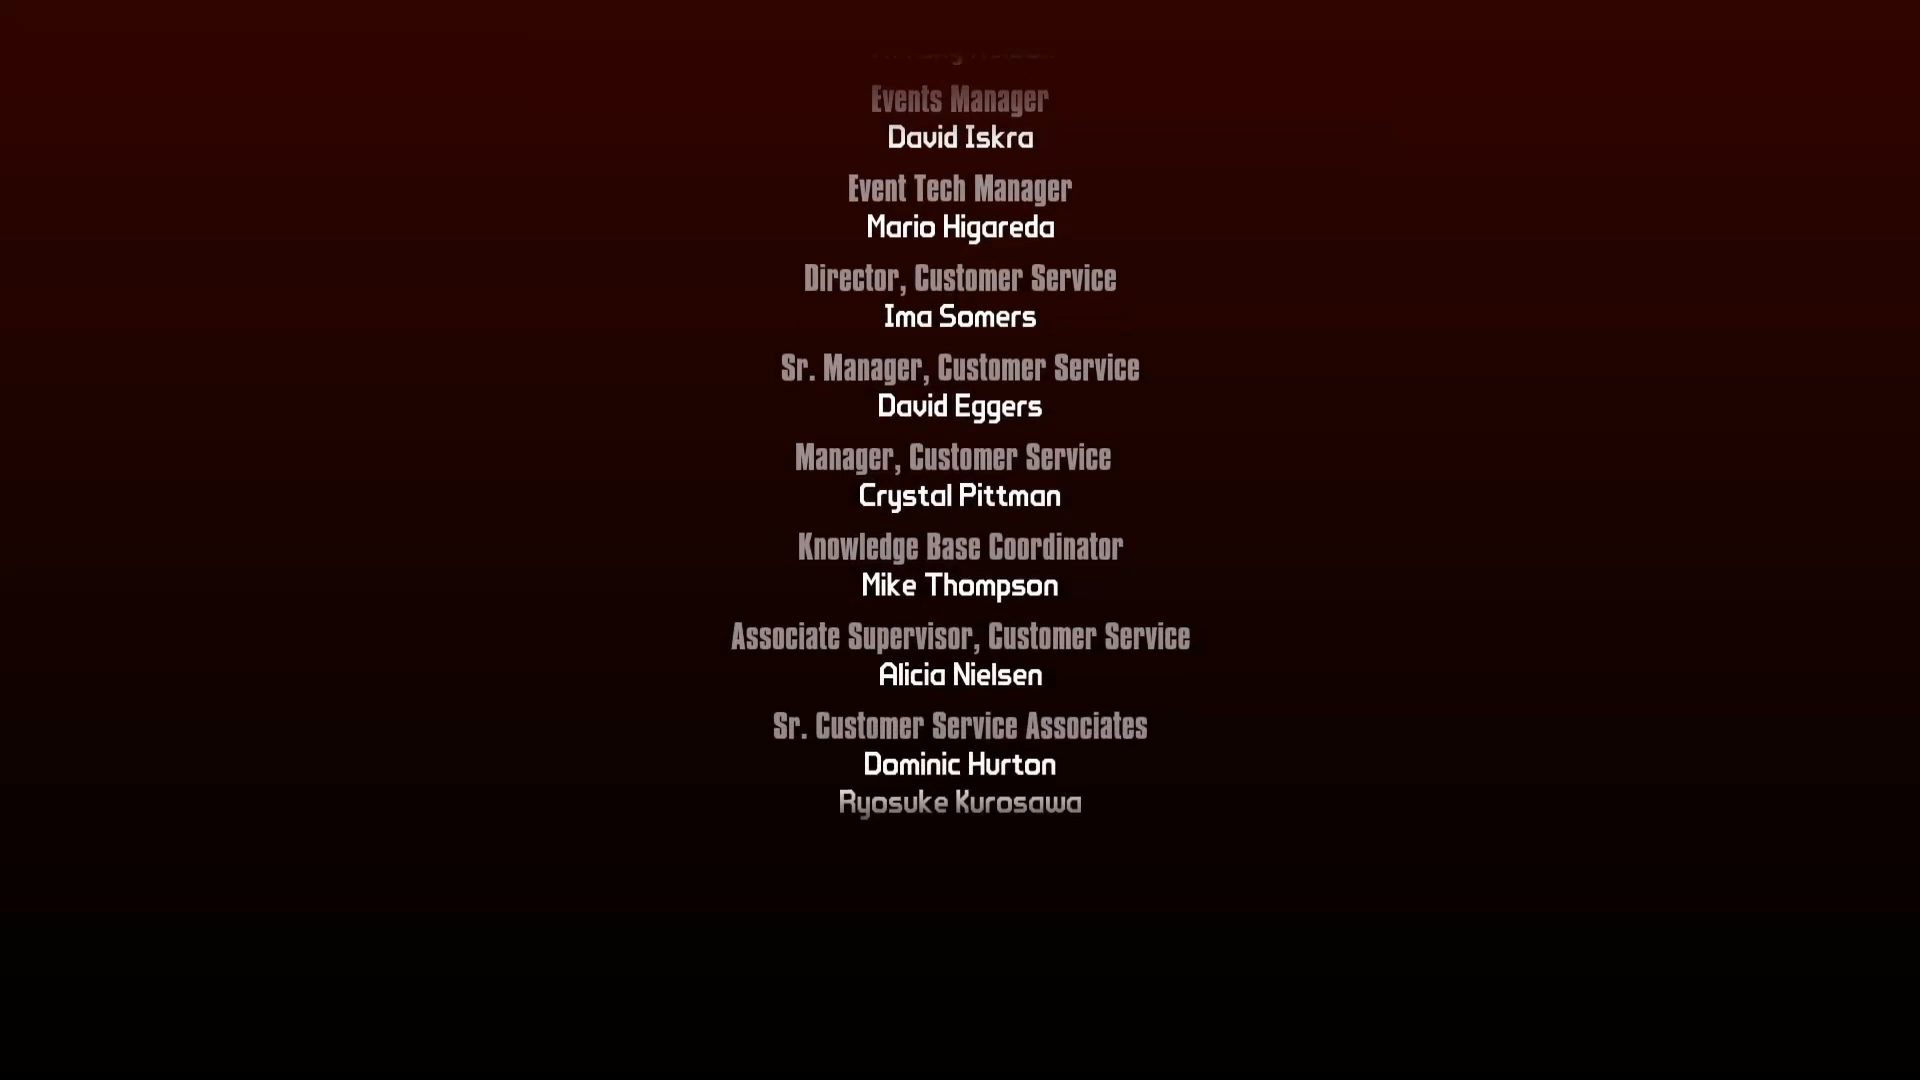 Events Manager
David Iskra
Event Tech Manager
Mario Higareda
Director, Customer Service
Ima Somers
Sr. Manager, Customer Service
David Eggers
Manager, Customer Service
Crystal Pittman
Knowledge Base Coordinator
Mike Thompson
Associate Supervisor, Customer Service
Alicia Nielsen
Sr. Customer Service Associates
Dominic Hurton
Ryosuke Kurosawa